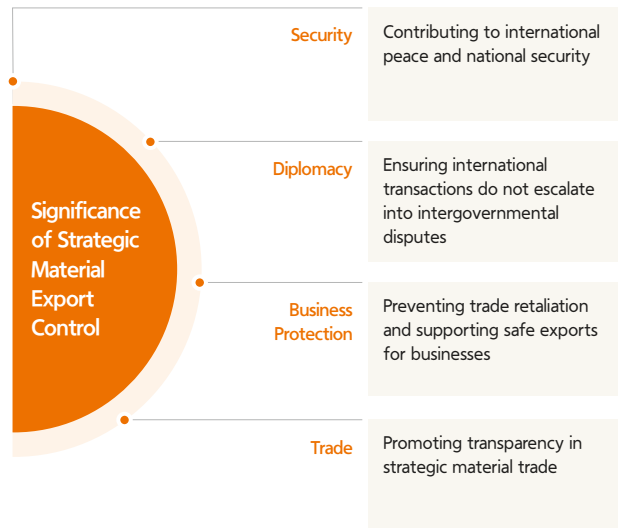 Significance
of Strategic
Material
Export
Control
Security
Contributing to international
peace and national security
Diplomacy
Ensuring international
transactions do not escalate
into intergovernmental
disputes
Business
Protection
Preventing trade retaliation
and supporting safe exports
for businesses
Trade
Promoting transparency in
strategic material trade